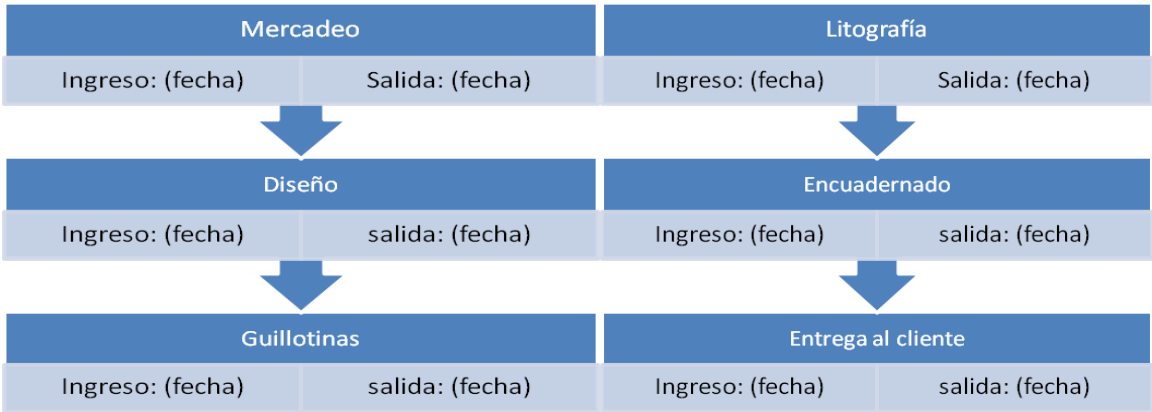 Mercadeo
Ingreso: (fecha) Salida: (fecha)
Diseño
Ingreso: (fecha) salida: (fecha)
Guillotinas
Ingreso: (fecha) salida: (fecha)
Litografía
Ingreso: (fecha) Salida: (fecha)
Encuadernado
Ingreso: (fecha) salida: (fecha)
Entrega al cliente
Ingreso: (fecha) salida: (fecha)